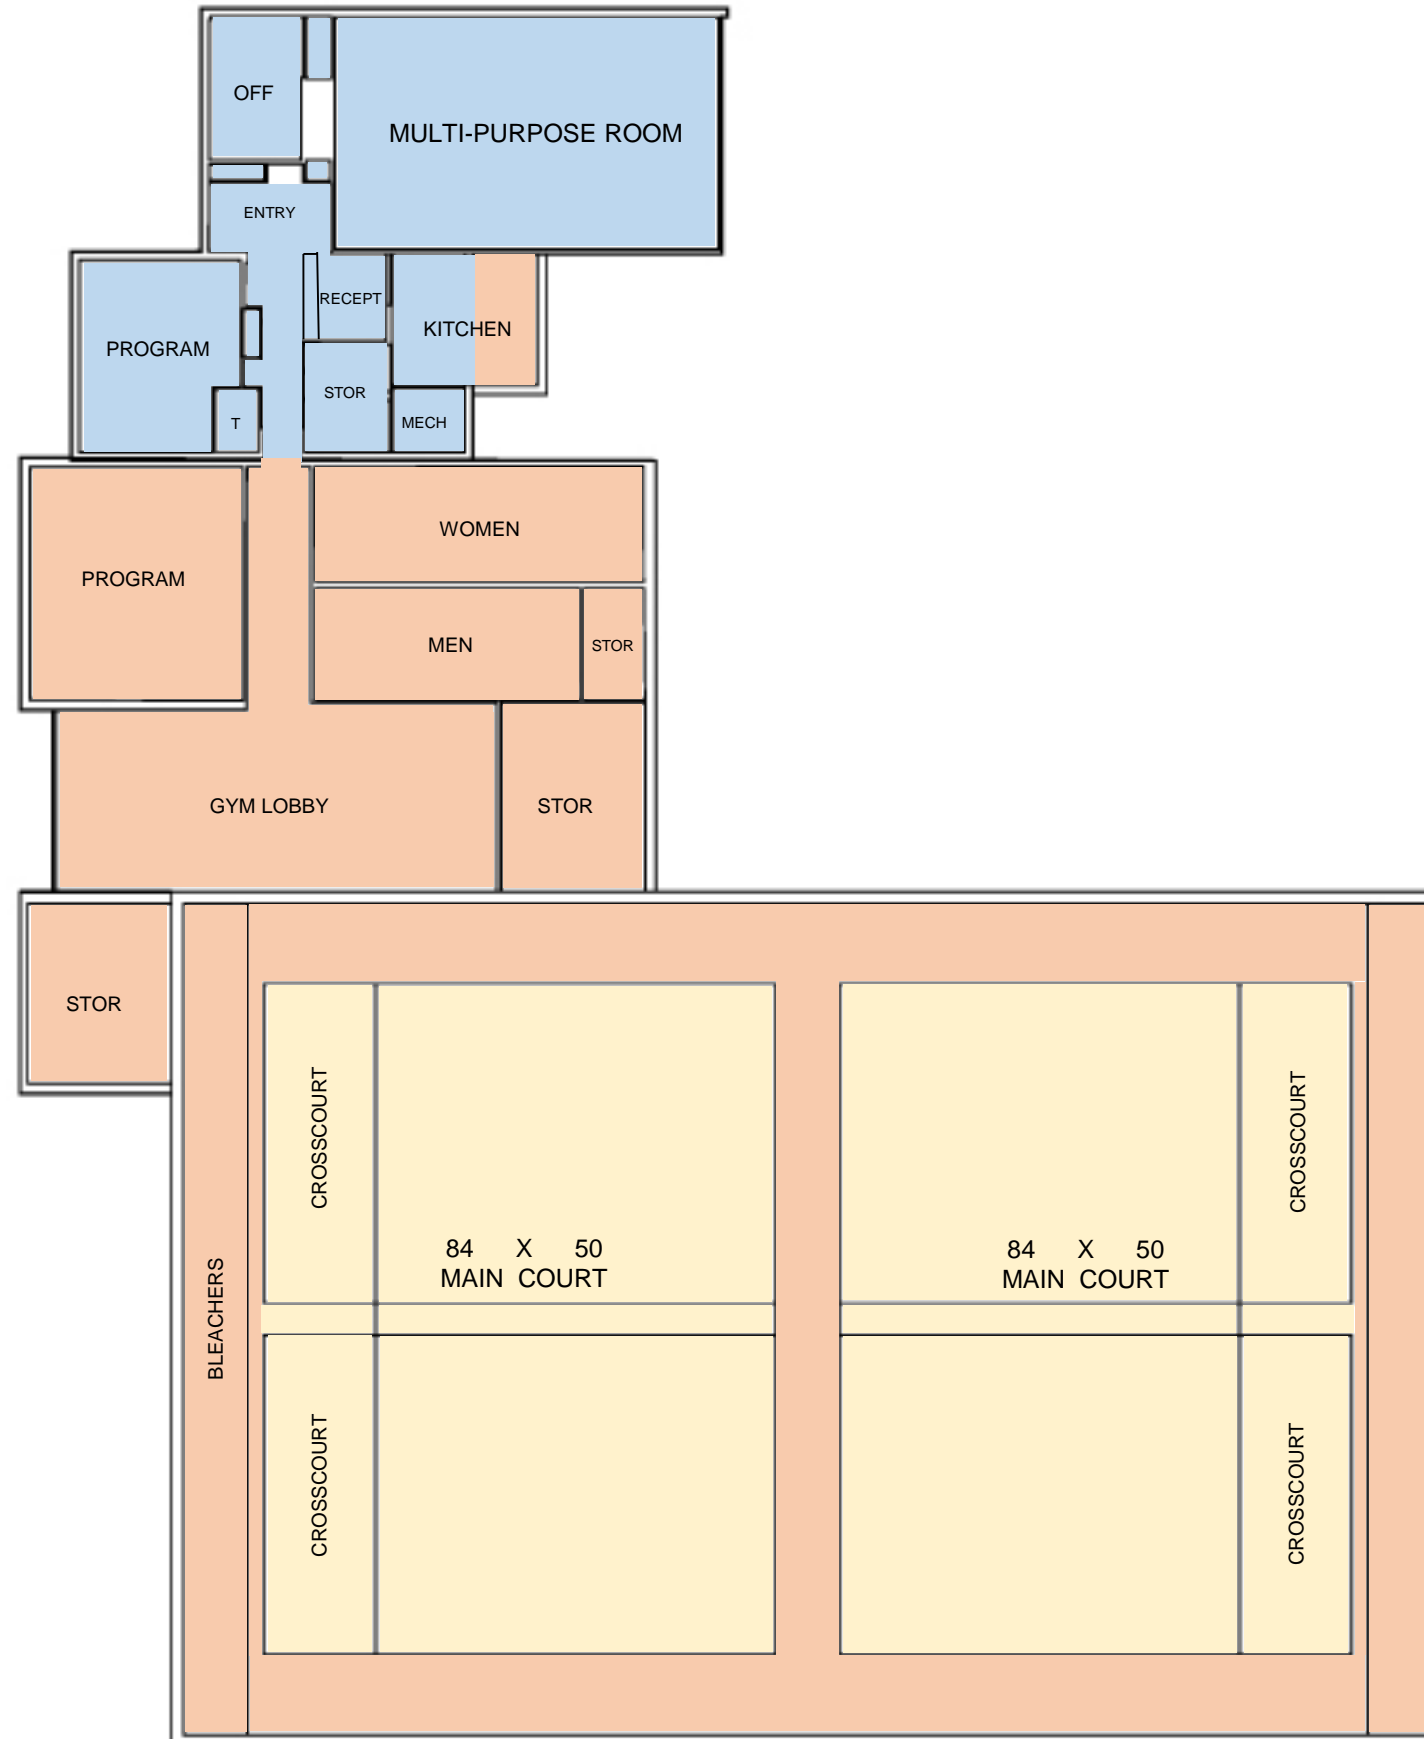 OFF
MULTI-PURPOSE ROOM
ENTRY
RECEPT
KITCHEN
PROGRAM
STOR
T
MECH
WOMEN
PROGRAM
MEN
STOR
GYM LOBBY
STOR
STOR
CROSSCOURT
CROSSCOURT
84 X 50
MAIN COURT
84 X 50
MAIN COURT
BLEACHERS
CROSSCOURT
CROSSCOURT